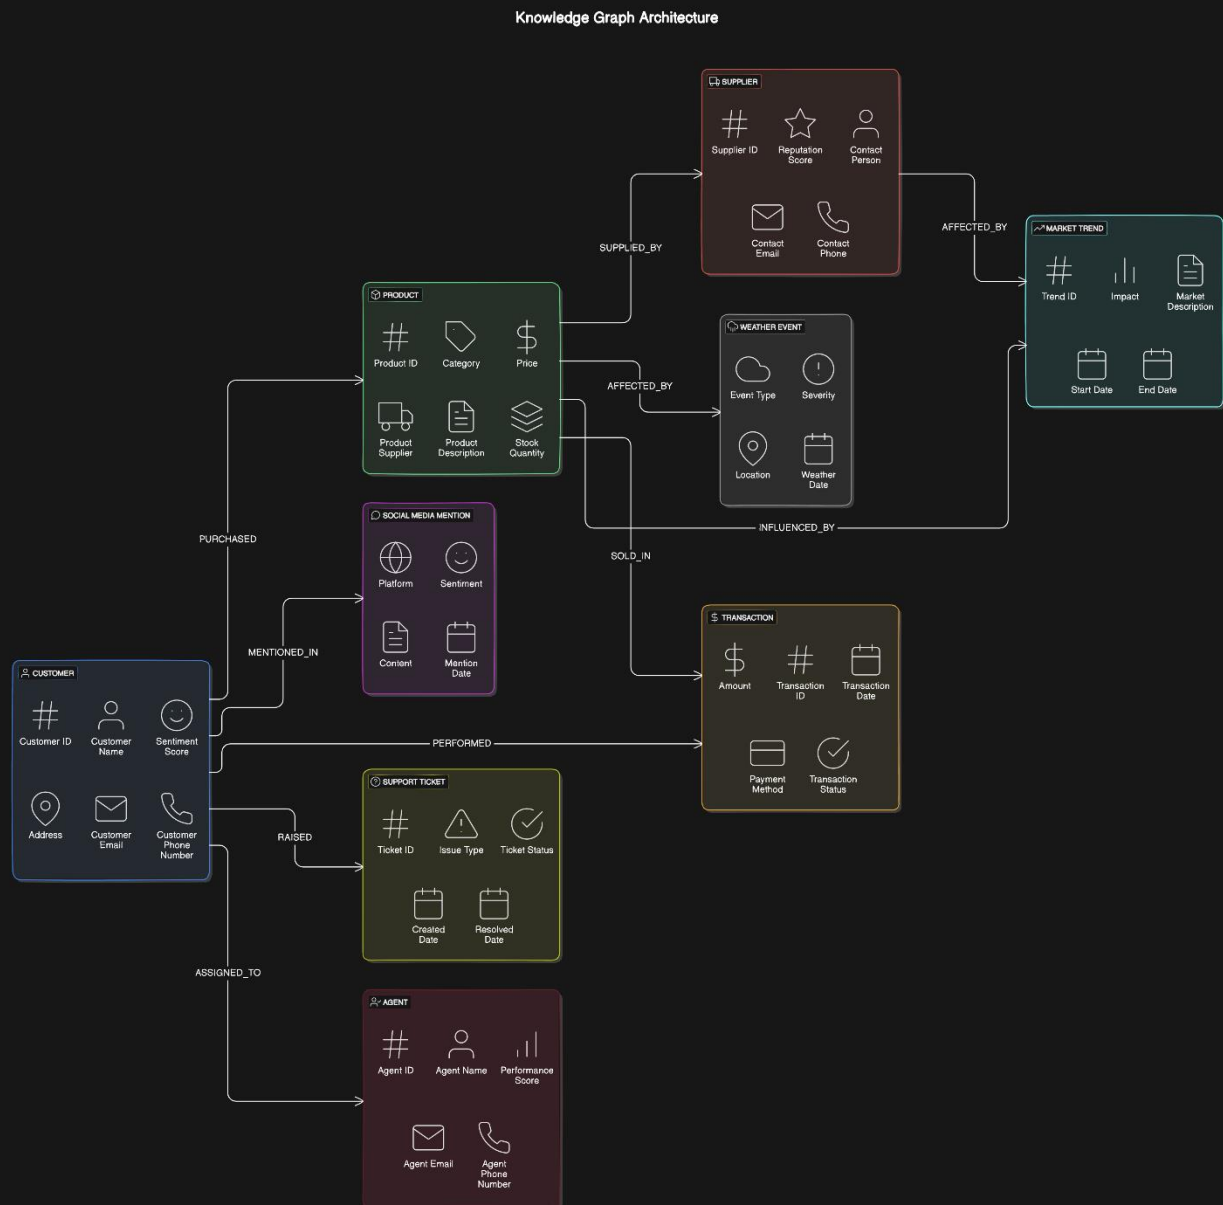 Knowledge Graph Architecture
SUPPLIER
Supplier ID
Reputation
Score
Contact
Person
Contact
Email
Contact
Phone
SUPPLIED_BY
AFFECTED_BY
MARKET TREND
Trend ID
Impact
Market
Description
Start Date
End Date
PRODUCT
Product ID
Category
Price
Product
Supplier
Product
Description
Stock
Quantity
AFFECTED_BY
WEATHER EVENT
Event Type
Severity
Location
Weather
Date
INFLUENCED_BY
SOLD_IN
PURCHASED
SOCIAL MEDIA MENTION
Platform
Sentiment
Content
Mention
Date
MENTIONED_IN
TRANSACTION
Amount
Transaction
ID
Transaction
Date
Payment
Method
Transaction
Status
CUSTOMER
Customer ID
Customer
Name
Sentiment
Score
Address
Customer
Email
Customer
Phone
Number
PERFORMED
RAISED
SUPPORT TICKET
Ticket ID
Issue Type
Ticket Status
Created
Date
Resolved
Date
ASSIGNED_TO
AGENT
Agent ID
Agent Name
Performance
Score
Agent Email
Agent
Phone
Number